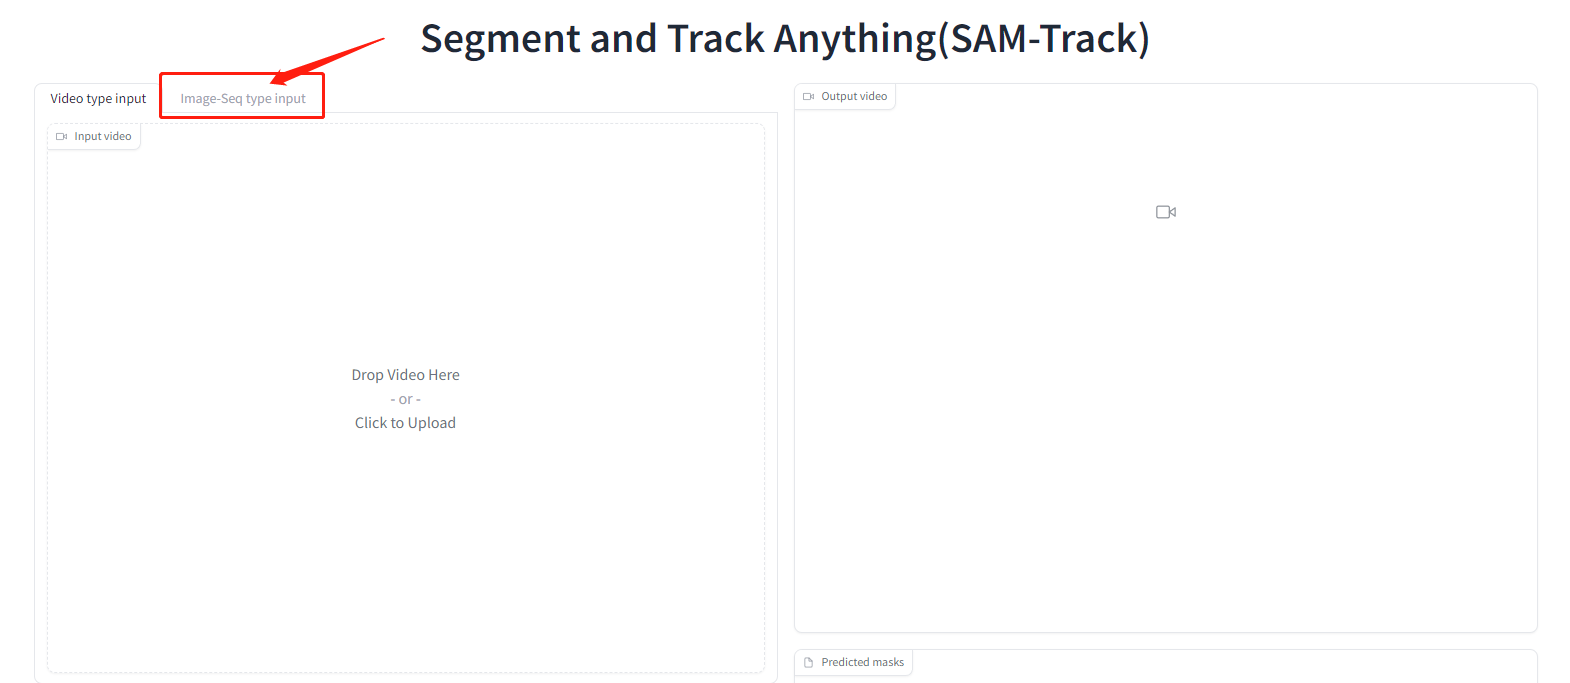 Segment and Track Anything(SAM-Track)
Video type input
Image-Seq type input
Input video
Drop Video Here
- or -
Click to Upload
Output video
Predicted masks